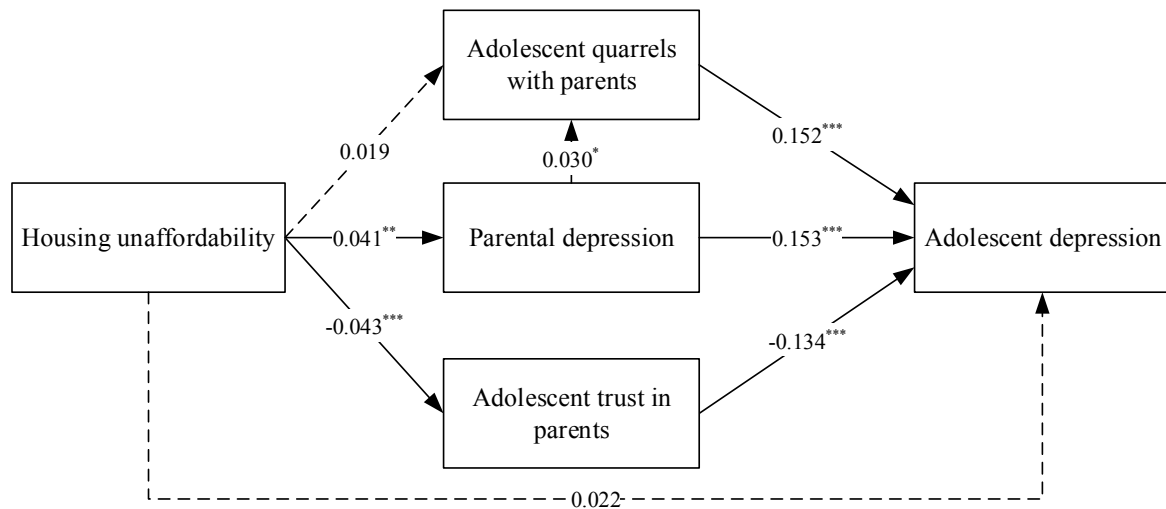 Adolescent quarrels
with parents
0.152***
0.019
0.030*
Housing unaffordability
0.041**
Parental depression
0.153***
Adolescent depression
-0.043***
-0.134***
Adolescent trust in
parents
0.022